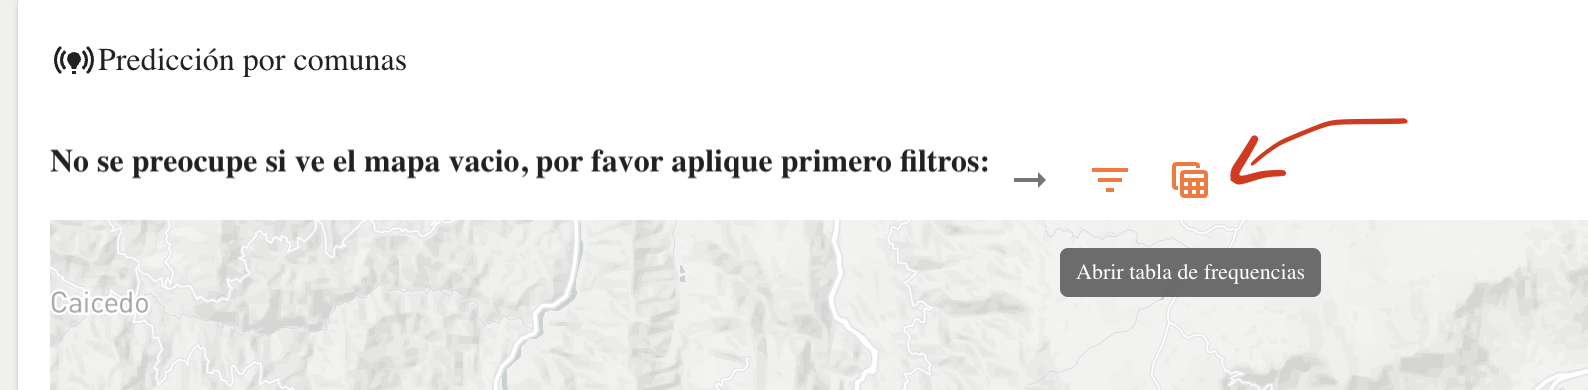 Predicción por comunas
No se preocupe si ve el mapa vacio, por favor aplique primero filtros:
Abrir tabla de frequencias
Caicedo